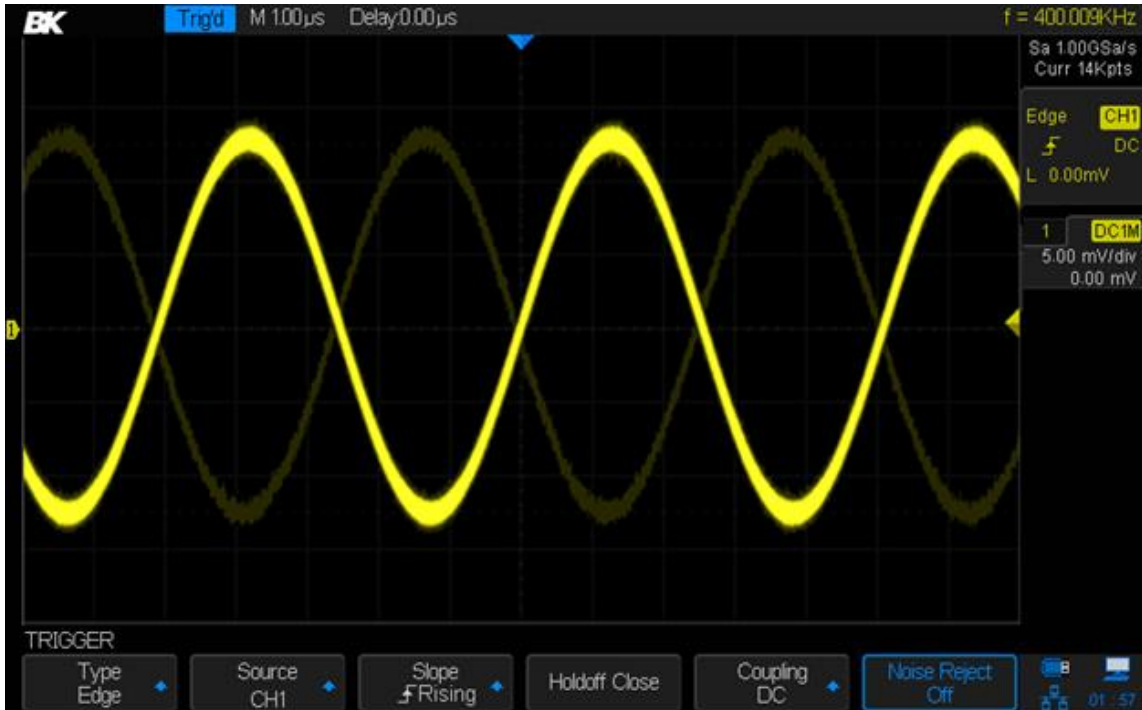 BK Trig'd M 1.00µs Delay:0.00µs f = 400.009KHz
Sa 1.00GSa/s
Curr 14Kpts
Edge CH1
DC
L 0.00mV
1 DC1M
5.00 mV/div
0.00 mV
1
TRIGGER
Type
Edge
Source
CH1
Slope
Rising
Holdoff Close
Coupling
DC
Noise Reject
Off
01 : 57